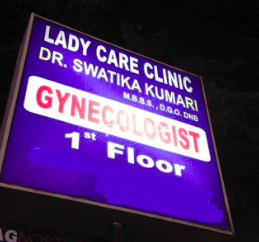 LADY CARE CLINIC
DR. SWATIKA KUMARI
M.B.B.S., D.G.O. DNB
GYNECOLOGIST
1st Floor